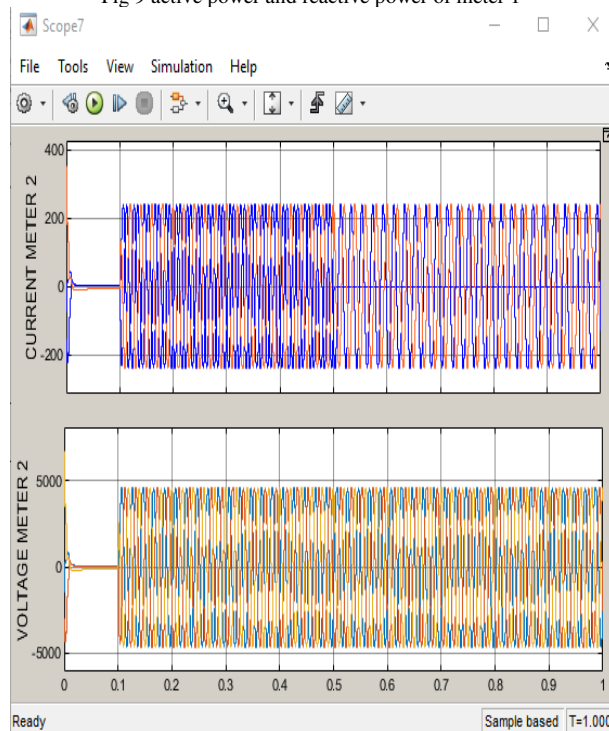 Fig 9 active power and reactive power of meter 1
Scope7
File Tools View Simulation Help
CURRENT METER 2
400
200
0
-200
VOLTAGE METER 2
5000
0
-5000
0 0.1 0.2 0.3 0.4 0.5 0.6 0.7 0.8 0.9 1
Ready Sample based T=1.000